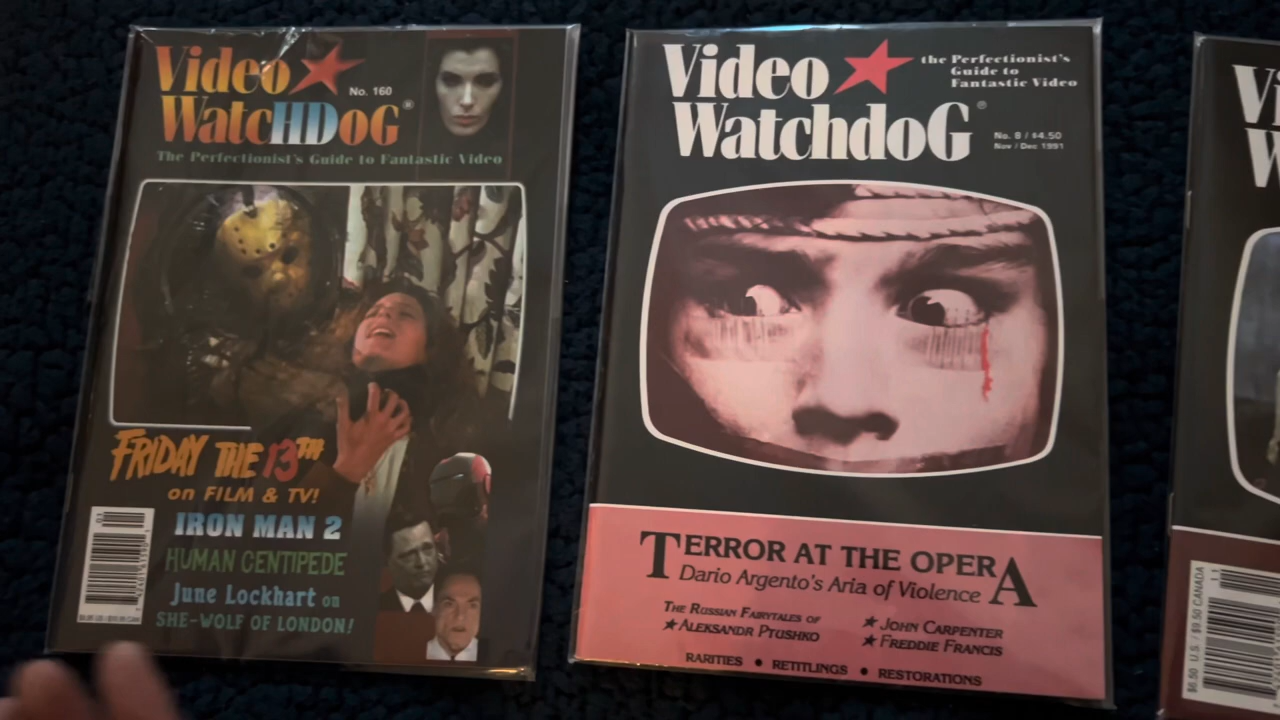 Video
WatcHDoG®
No. 160
The Perfectionist's Guide to Fantastic Video
FRIDAY THE 13TH
on FILM & TV!
IRON MAN 2
HUMAN CENTIPEDE
June Lockhart on
SHE-WOLF OF LONDON!
Video
WatchdoG®
the Perfectionist's
Guide to
Fantastic Video
No. 8 / $4.50
Nov / Dec 1991
TERROR AT THE OPERA
Dario Argento's Aria of Violence
THE RUSSIAN FAIRYTALES OF
★ALEKSANDR PTUSHKO
★ JOHN CARPENTER
★ FREDDIE FRANCIS
RARITIES • RETITLINGS • RESTORATIONS
Vi
W
$6.50 U.S. / $9.50 CANADA